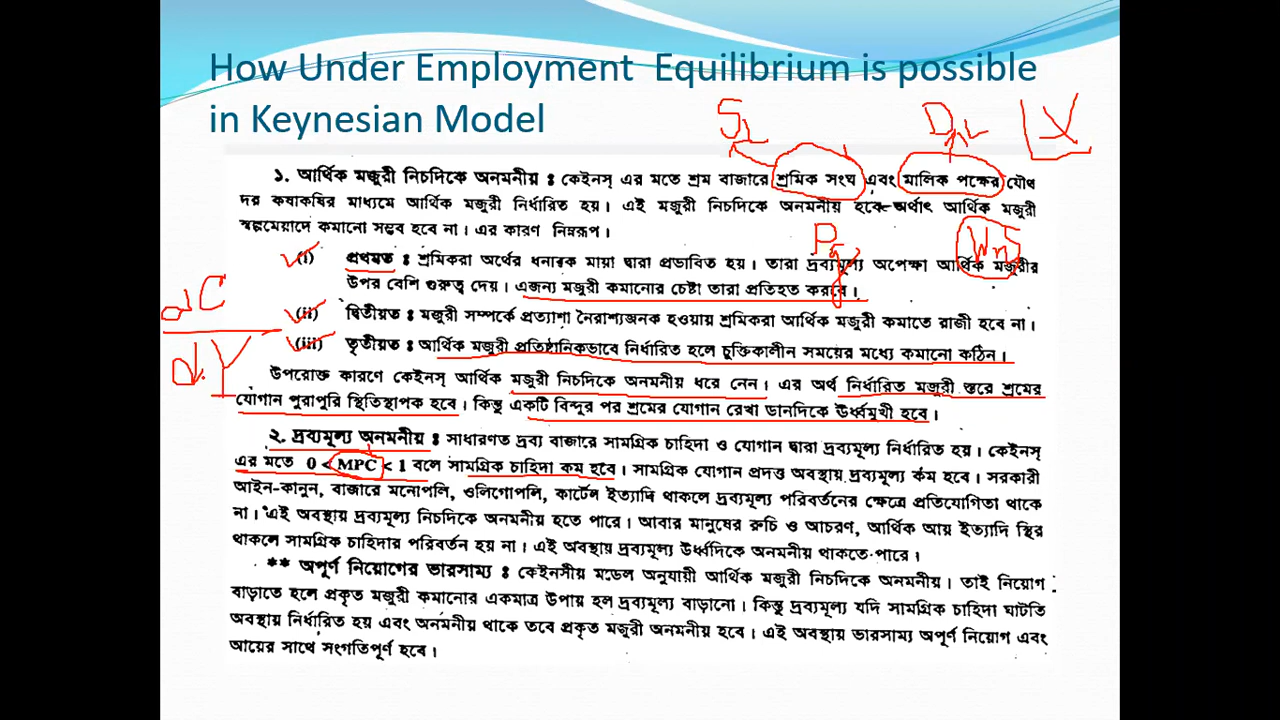 How Under Employment Equilibrium is possible
in Keynesian Model
S_L
D_L
১. আর্থিক মজুরী নিচদিকে অনমনীয় : কেইনস্ এর মতে শ্রম বাজারে শ্রমিক সংঘ এবং মালিক পক্ষের যৌথ
দর কষাকষির মাধ্যমে আর্থিক মজুরী নির্ধারিত হয়। এই মজুরী নিচদিকে অনমনীয় হবে অর্থাৎ আর্থিক মজুরী
স্বল্পমেয়াদে কমানো সম্ভব হবে না। এর কারণ নিম্নরূপ।
(i) প্রথমত : শ্রমিকরা অর্থের ধনাত্বক মায়া দ্বারা প্রভাবিত হয়। তারা দ্রব্যমূল্য অপেক্ষা আর্থিক মজুরীর
উপর বেশি গুরুত্ব দেয়। এজন্য মজুরী কমানোর চেষ্টা তারা প্রতিহত করবে।
(ii) দ্বিতীয়ত : মজুরী সম্পর্কে প্রত্যাশা নৈরাশ্যজনক হওয়ায় শ্রমিকরা আর্থিক মজুরী কমাতে রাজী হবে না।
(iii) তৃতীয়ত : আর্থিক মজুরী প্রতিষ্ঠানিকভাবে নির্ধারিত হলে চুক্তিকালীন সময়ের মধ্যে কমানো কঠিন।
dC
dY
উপরোক্ত কারণে কেইনস্ আর্থিক মজুরী নিচদিকে অনমনীয় ধরে নেন। এর অর্থ নির্ধারিত মজুরী স্তরে শ্রমের
যোগান পুরাপুরি স্থিতিস্থাপক হবে। কিন্তু একটি বিন্দুর পর শ্রমের যোগান রেখা ডানদিকে ঊর্ধ্বমুখী হবে।
২. দ্রব্যমূল্য অনমনীয় : সাধারণত দ্রব্য বাজারে সামগ্রিক চাহিদা ও যোগান দ্বারা দ্রব্যমূল্য নির্ধারিত হয়। কেইনস্
এর মতে 0 < MPC < 1 বলে সামগ্রিক চাহিদা কম হবে। সামগ্রিক যোগান প্রদত্ত অবস্থায় দ্রব্যমূল্য কম হবে। সরকারী
আইন-কানুন, বাজারে মনোপলি, ওলিগোপলি, কার্টেল ইত্যাদি থাকলে দ্রব্যমূল্য পরিবর্তনের ক্ষেত্রে প্রতিযোগিতা থাকে
না। এই অবস্থায় দ্রব্যমূল্য নিচদিকে অনমনীয় হতে পারে। আবার মানুষের রুচি ও আচরণ, আর্থিক আয় ইত্যাদি স্থির
থাকলে সামগ্রিক চাহিদার পরিবর্তন হয় না। এই অবস্থায় দ্রব্যমূল্য উর্ধ্বদিকে অনমনীয় থাকতে পারে।
** অপূর্ণ নিয়োগের ভারসাম্য : কেইনসীয় মডেল অনুযায়ী আর্থিক মজুরী নিচদিকে অনমনীয়। তাই নিয়োগ
বাড়াতে হলে প্রকৃত মজুরী কমানোর একমাত্র উপায় হল দ্রব্যমূল্য বাড়ানো। কিন্তু দ্রব্যমূল্য যদি সামগ্রিক চাহিদা ঘাটতি
অবস্থায় নির্ধারিত হয় এবং অনমনীয় থাকে তবে প্রকৃত মজুরী অনমনীয় হবে। এই অবস্থায় ভারসাম্য অপূর্ণ নিয়োগ এবং
আয়ের সাথে সংগতিপূর্ণ হবে।